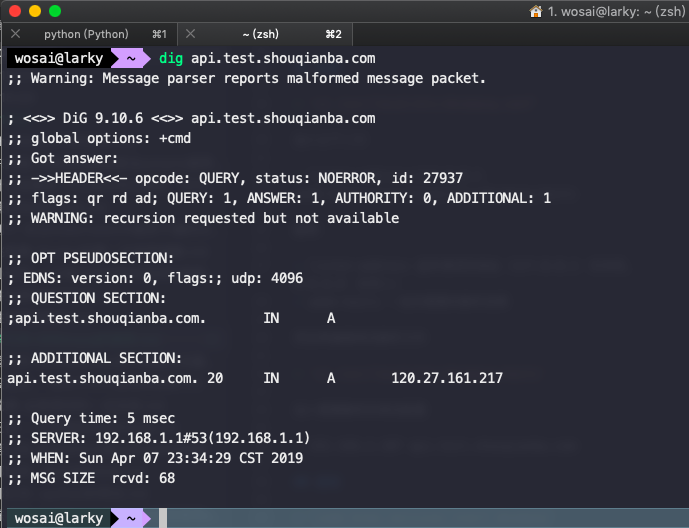 1. wosai@larky: ~ (zsh)
python (Python) ⌘1 ~ (zsh) ⌘2
wosai@larky ~ dig api.test.shouqianba.com
;; Warning: Message parser reports malformed message packet.
; <<>> DiG 9.10.6 <<>> api.test.shouqianba.com
;; global options: +cmd
;; Got answer:
;; ->>HEADER<<- opcode: QUERY, status: NOERROR, id: 27937
;; flags: qr rd ad; QUERY: 1, ANSWER: 1, AUTHORITY: 0, ADDITIONAL: 1
;; WARNING: recursion requested but not available
;; OPT PSEUDOSECTION:
; EDNS: version: 0, flags:; udp: 4096
;; QUESTION SECTION:
;api.test.shouqianba.com. IN A
;; ADDITIONAL SECTION:
api.test.shouqianba.com. 20 IN A 120.27.161.217
;; Query time: 5 msec
;; SERVER: 192.168.1.1#53(192.168.1.1)
;; WHEN: Sun Apr 07 23:34:29 CST 2019
;; MSG SIZE rcvd: 68
wosai@larky ~